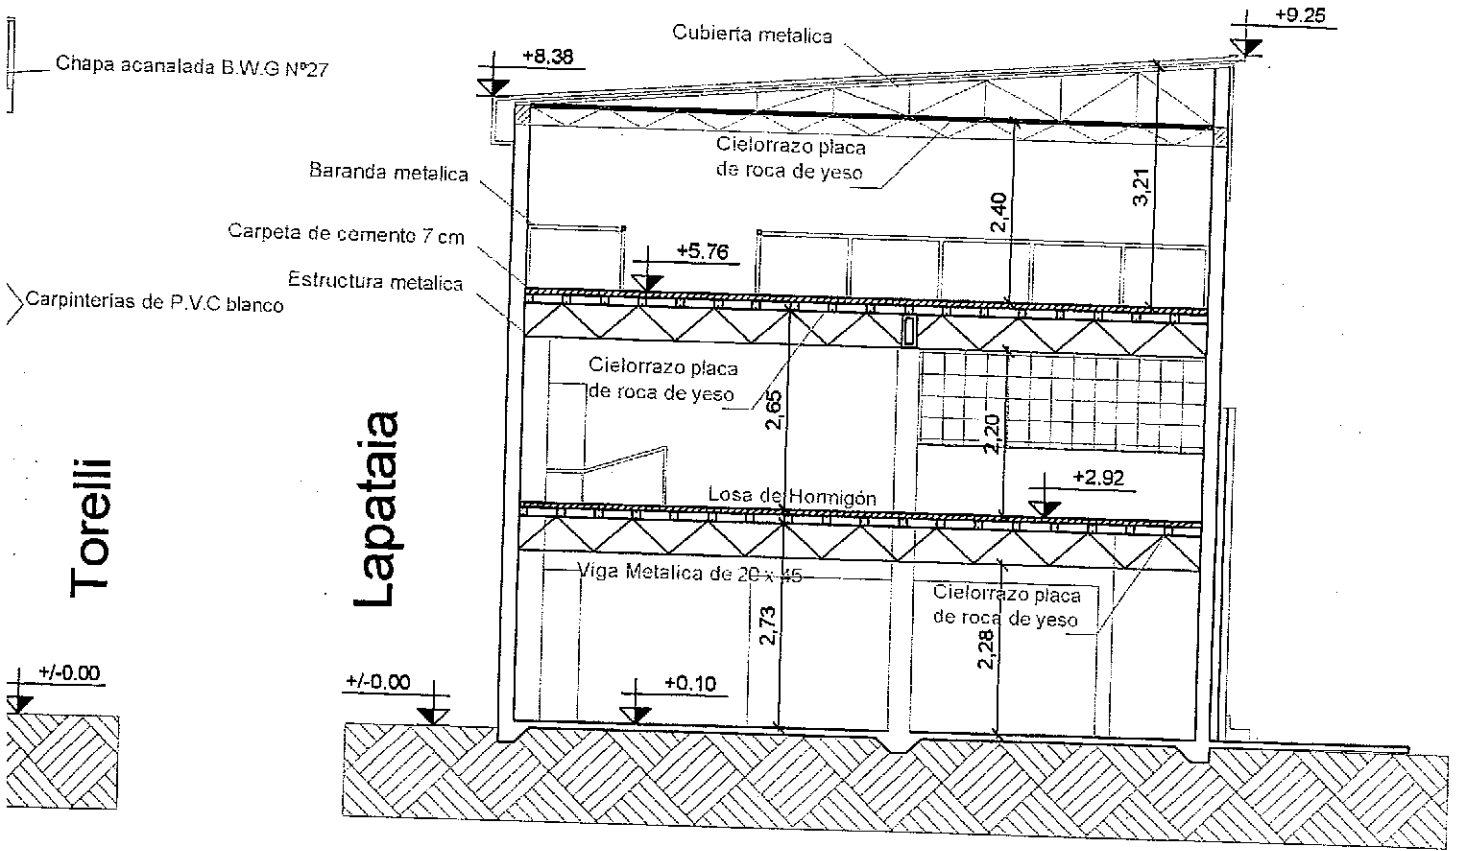 +9.25
Cubierta metalica
+8.38
Chapa acanalada B.W.G Nº27
Cielorrazo placa
de roca de yeso
Baranda metalica
3,21
2,40
Carpeta de cemento 7 cm
+5.76
Estructura metalica
Carpinterias de P.V.C blanco
Cielorrazo placa
de roca de yeso
2,65
2,20
Torelli
Lapataia
+2.92
Losa de Hormigón
Viga Metalica de 20 x 45
Cielorrazo placa
de roca de yeso
2,73
2,28
+/-0.00
+/-0.00
+0.10